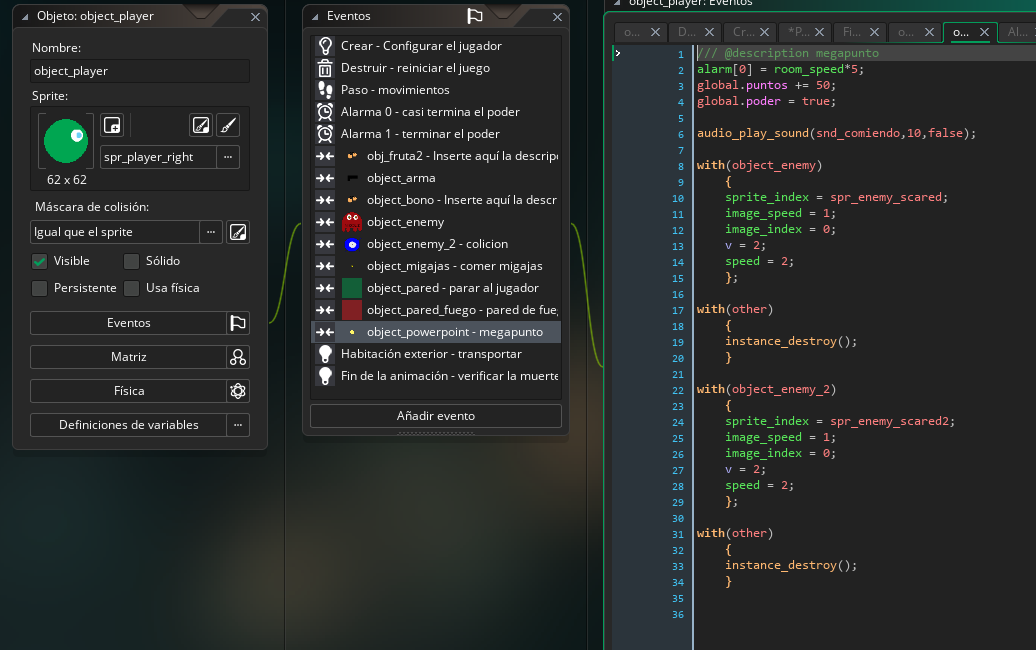 Objeto: object_player
Nombre:
object_player
Sprite:
spr_player_right
...
62 x 62
Máscara de colisión:
Igual que el sprite
...
Visible
Sólido
Persistente
Usa física
Eventos
Matriz
Física
Definiciones de variables
...
Eventos
Crear - Configurar el jugador
Destruir - reiniciar el juego
Paso - movimientos
Alarma 0 - casi termina el poder
Alarma 1 - terminar el poder
obj_fruta2 - Inserte aquí la descrip
object_arma
object_bono - Inserte aquí la descr
object_enemy
object_enemy_2 - colicion
object_migajas - comer migajas
object_pared - parar al jugador
object_pared_fuego - pared de fue
object_powerpoint - megapunto
Habitación exterior - transportar
Fin de la animación - verificar la muerte
Añadir evento
object_player: Eventos
o... D... Cr... *P... Fi... o... o... Al...
1 /// @description megapunto
2 alarm[0] = room_speed*5;
3 global.puntos += 50;
4 global.poder = true;
5
6 audio_play_sound(snd_comiendo,10,false);
7
8 with(object_enemy)
9 {
10 sprite_index = spr_enemy_scared;
11 image_speed = 1;
12 image_index = 0;
13 v = 2;
14 speed = 2;
15 };
16
17 with(other)
18 {
19 instance_destroy();
20 }
21
22 with(object_enemy_2)
23 {
24 sprite_index = spr_enemy_scared2;
25 image_speed = 1;
26 image_index = 0;
27 v = 2;
28 speed = 2;
29 };
30
31 with(other)
32 {
33 instance_destroy();
34 }
35
36